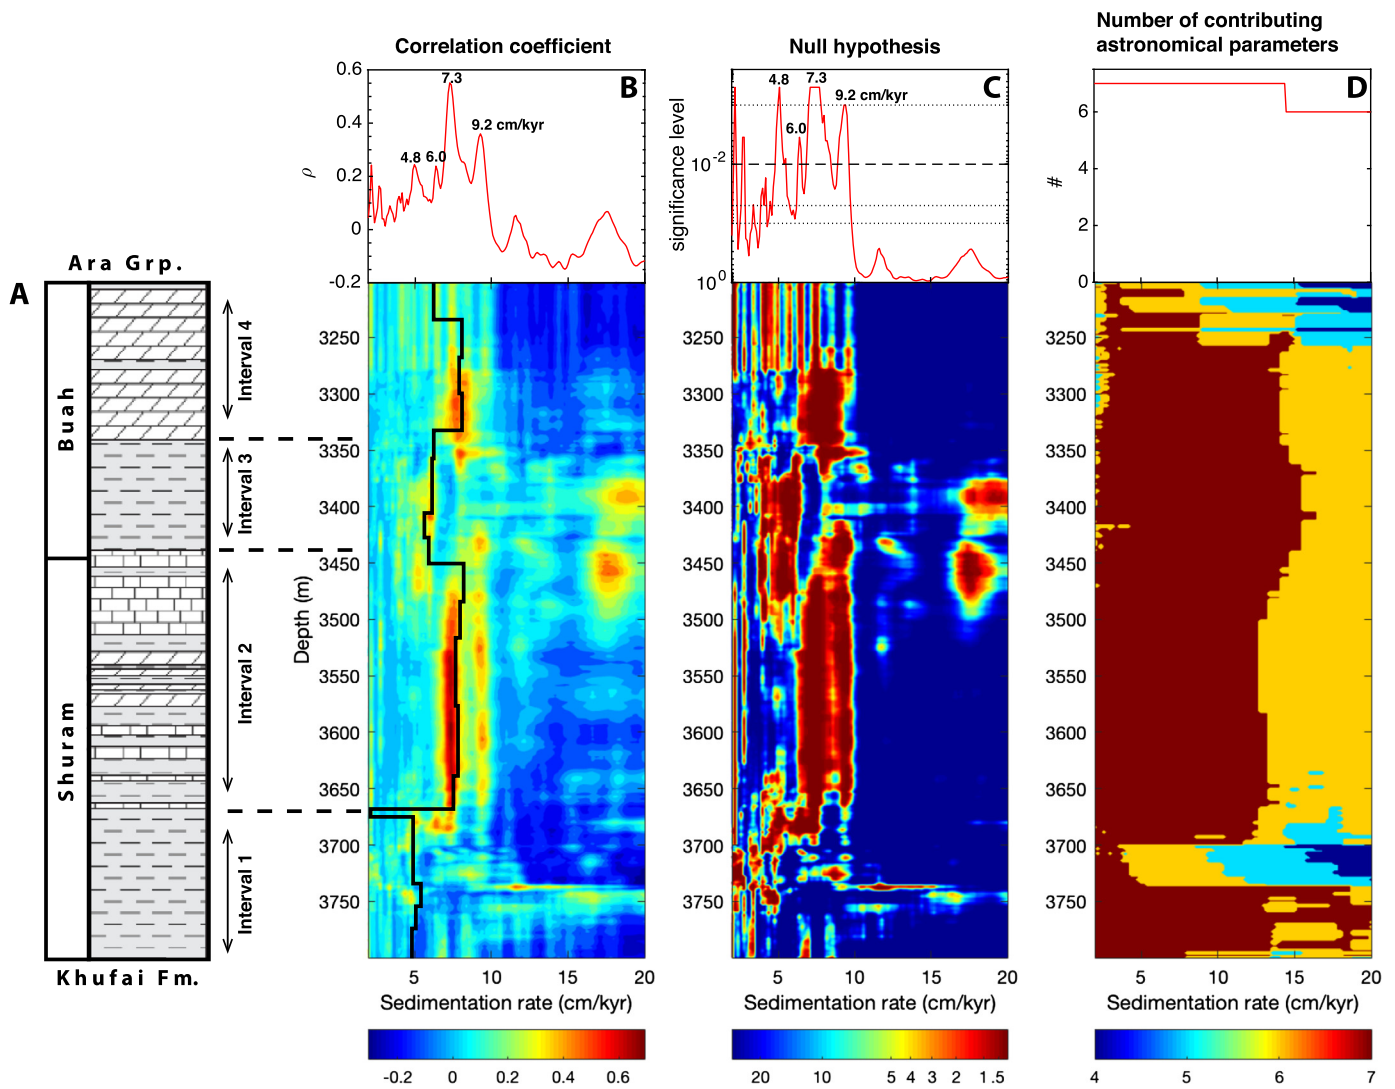 Correlation coefficient
Null hypothesis
Number of contributing
astronomical parameters
0.6
0.4
0.2
0
-0.2
ρ
B
7.3
4.8
6.0
9.2 cm/kyr
significance level
10-2
100
C
4.8
7.3
6.0
9.2 cm/kyr
#
6
4
2
0
D
A
Ara Grp.
Buah
Shuram
Khufai Fm.
Interval 4
Interval 3
Interval 2
Interval 1
Depth (m)
3250
3300
3350
3400
3450
3500
3550
3600
3650
3700
3750
5 10 15 20
Sedimentation rate (cm/kyr)
-0.2 0 0.2 0.4 0.6
3250
3300
3350
3400
3450
3500
3550
3600
3650
3700
3750
5 10 15 20
Sedimentation rate (cm/kyr)
20 10 5 4 3 2 1.5
3250
3300
3350
3400
3450
3500
3550
3600
3650
3700
3750
5 10 15 20
Sedimentation rate (cm/kyr)
4 5 6 7